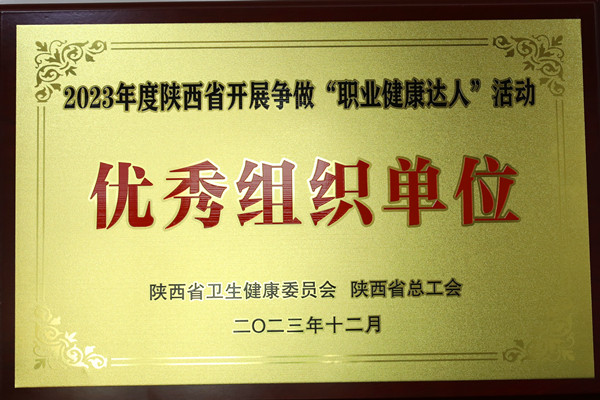 2023年度陕西省开展争做“职业健康达人”活动
优秀组织单位
陕西省卫生健康委员会 陕西省总工会
二〇二三年十二月